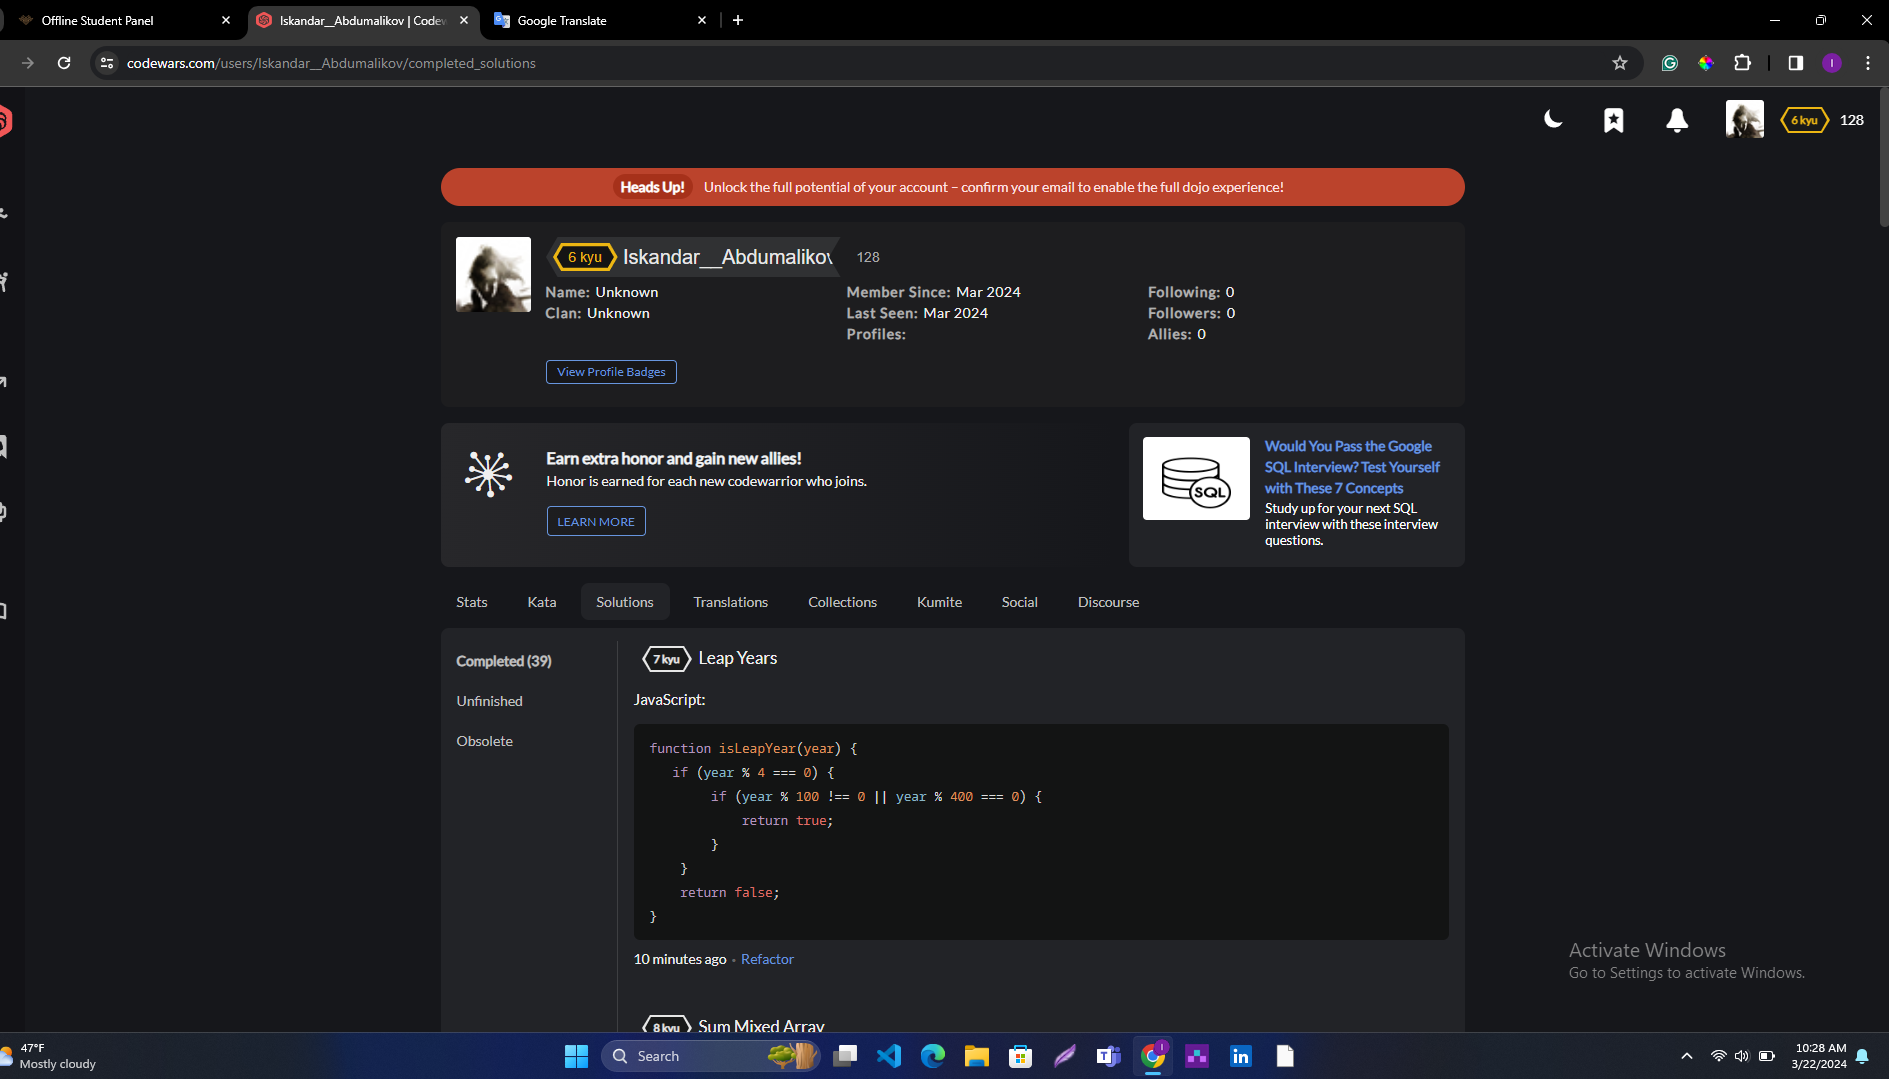 Offline Student Panel
Iskandar__Abdumalikov | Codew
Google Translate
codewars.com/users/Iskandar__Abdumalikov/completed_solutions
6 kyu
128
Heads Up! Unlock the full potential of your account – confirm your email to enable the full dojo experience!
6 kyu Iskandar__Abdumalikov 128
Name: Unknown
Clan: Unknown
Member Since: Mar 2024
Last Seen: Mar 2024
Profiles:
Following: 0
Followers: 0
Allies: 0
View Profile Badges
Earn extra honor and gain new allies!
Honor is earned for each new codewarrior who joins.
LEARN MORE
SQL
Would You Pass the Google
SQL Interview? Test Yourself
with These 7 Concepts
Study up for your next SQL
interview with these interview
questions.
Stats Kata Solutions Translations Collections Kumite Social Discourse
Completed (39)
Unfinished
Obsolete
7 kyu Leap Years
JavaScript:
function isLeapYear(year) {
if (year % 4 === 0) {
if (year % 100 !== 0 || year % 400 === 0) {
return true;
}
}
return false;
}
10 minutes ago • Refactor
8 kyu Sum Mixed Array
Activate Windows
Go to Settings to activate Windows.
47°F
Mostly cloudy
Search
10:28 AM
3/22/2024